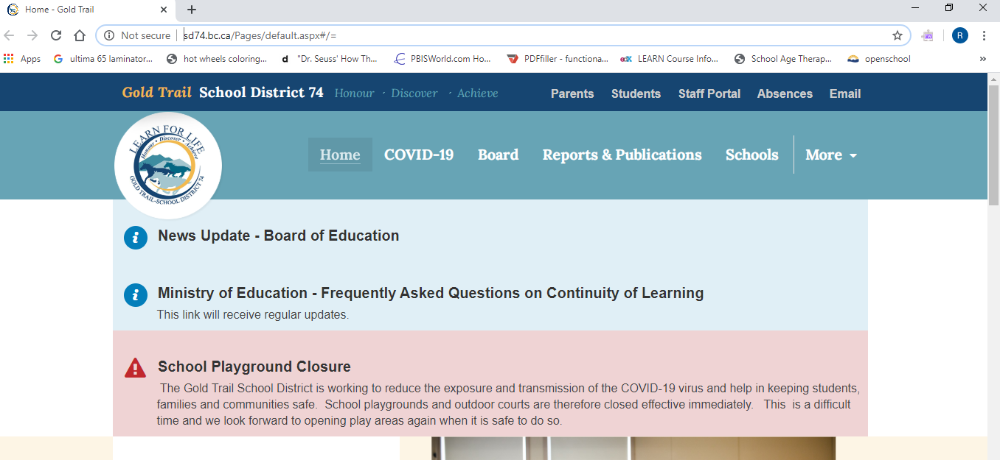 Home - Gold Trail
Not secure | sd74.bc.ca/Pages/default.aspx#/=
R
Apps ultima 65 laminator... hot wheels coloring... "Dr. Seuss' How Th... PBISWorld.com Ho... PDFfiller - functiona... LEARN Course Info... School Age Therap... openschool »
Gold Trail School District 74 Honour · Discover · Achieve Parents Students Staff Portal Absences Email
LEARN FOR LIFE
Honour • Discover • Achieve
GOLD TRAIL-SCHOOL DISTRICT 74
Home COVID-19 Board Reports & Publications Schools More
News Update - Board of Education
Ministry of Education - Frequently Asked Questions on Continuity of Learning
This link will receive regular updates.
School Playground Closure
The Gold Trail School District is working to reduce the exposure and transmission of the COVID-19 virus and help in keeping students,
families and communities safe. School playgrounds and outdoor courts are therefore closed effective immediately. This is a difficult
time and we look forward to opening play areas again when it is safe to do so.